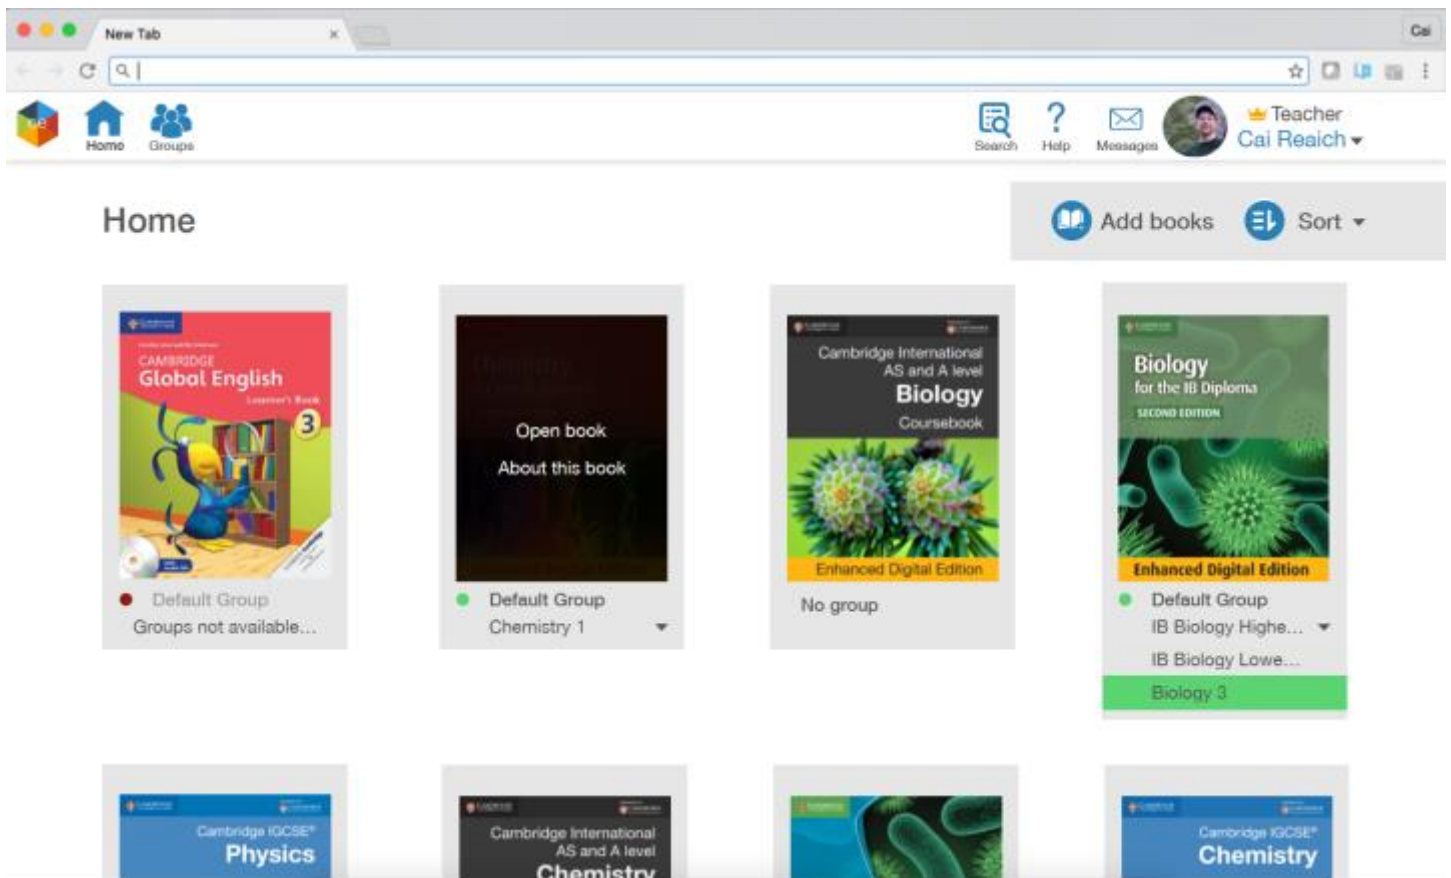 New Tab
Cai
Home
Groups
Search
Help
Messages
Teacher
Cai Reaich
Home
Add books
Sort
CAMBRIDGE
Global English
Learner's Book
3
Default Group
Groups not available...
Open book
About this book
Default Group
Chemistry 1
Cambridge International
AS and A level
Biology
Coursebook
Enhanced Digital Edition
No group
Biology
for the IB Diploma
SECOND EDITION
Enhanced Digital Edition
Default Group
IB Biology Highe...
IB Biology Lowe...
Biology 3
Cambridge IGCSE®
Physics
Cambridge International
AS and A level
Chemistry
Cambridge IGCSE®
Chemistry